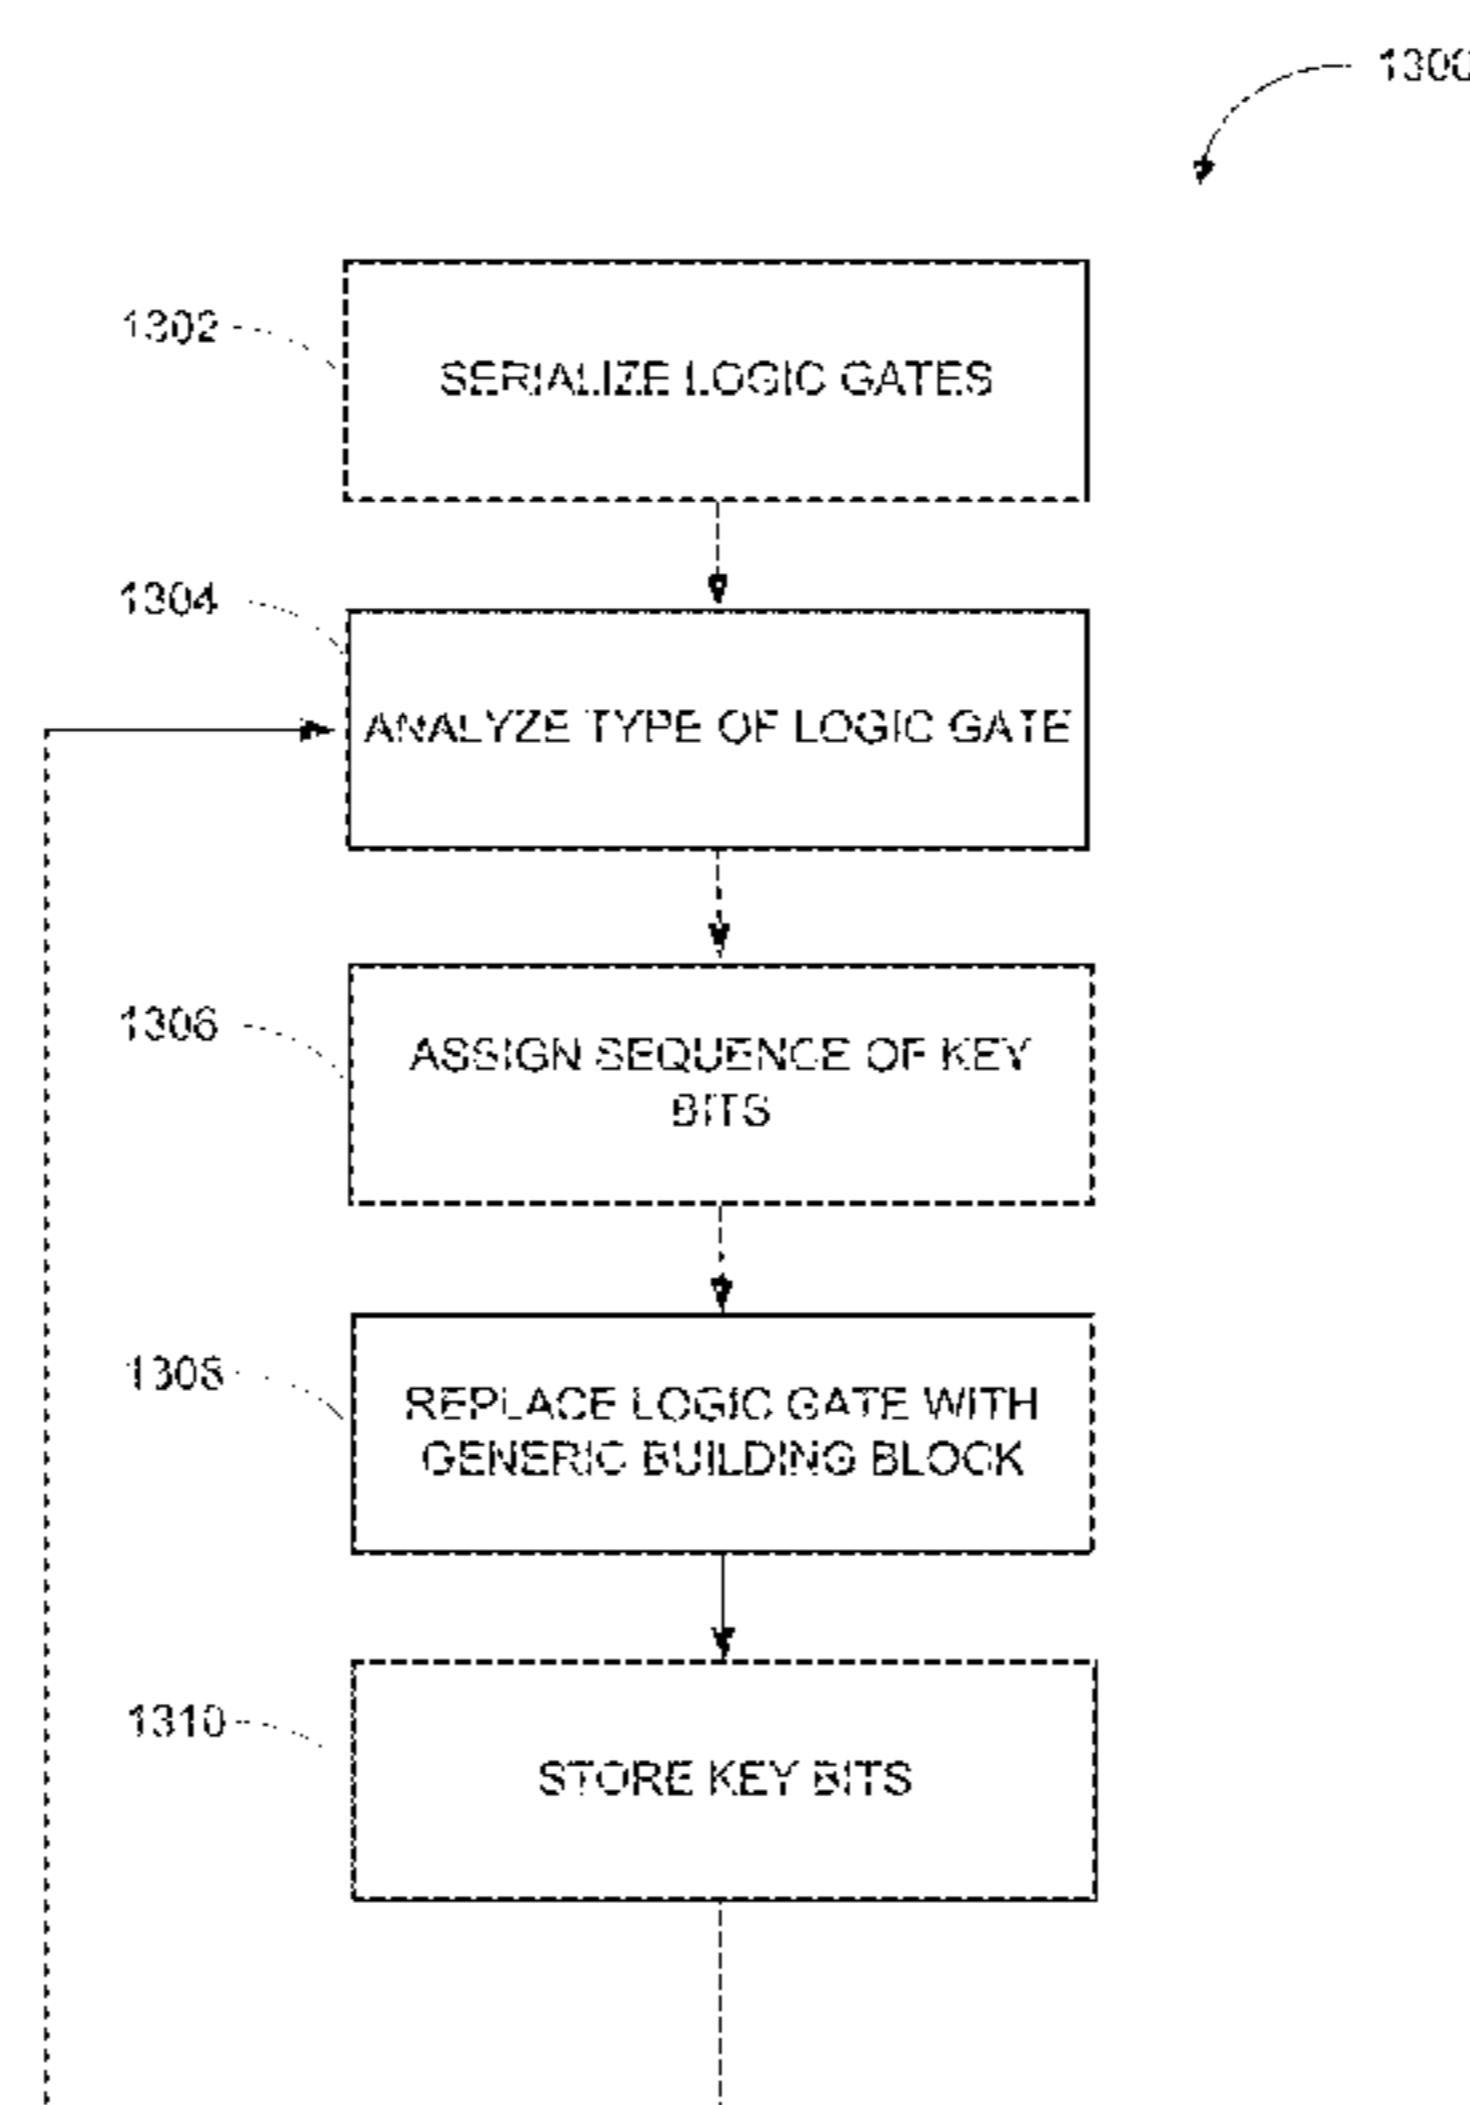 1300
1302
SERIALIZE LOGIC GATES
1304
ANALYZE TYPE OF LOGIC GATE
1306
ASSIGN SEQUENCE OF KEY
BITS
1308
REPLACE LOGIC GATE WITH
GENERIC BUILDING BLOCK
1310
STORE KEY BITS